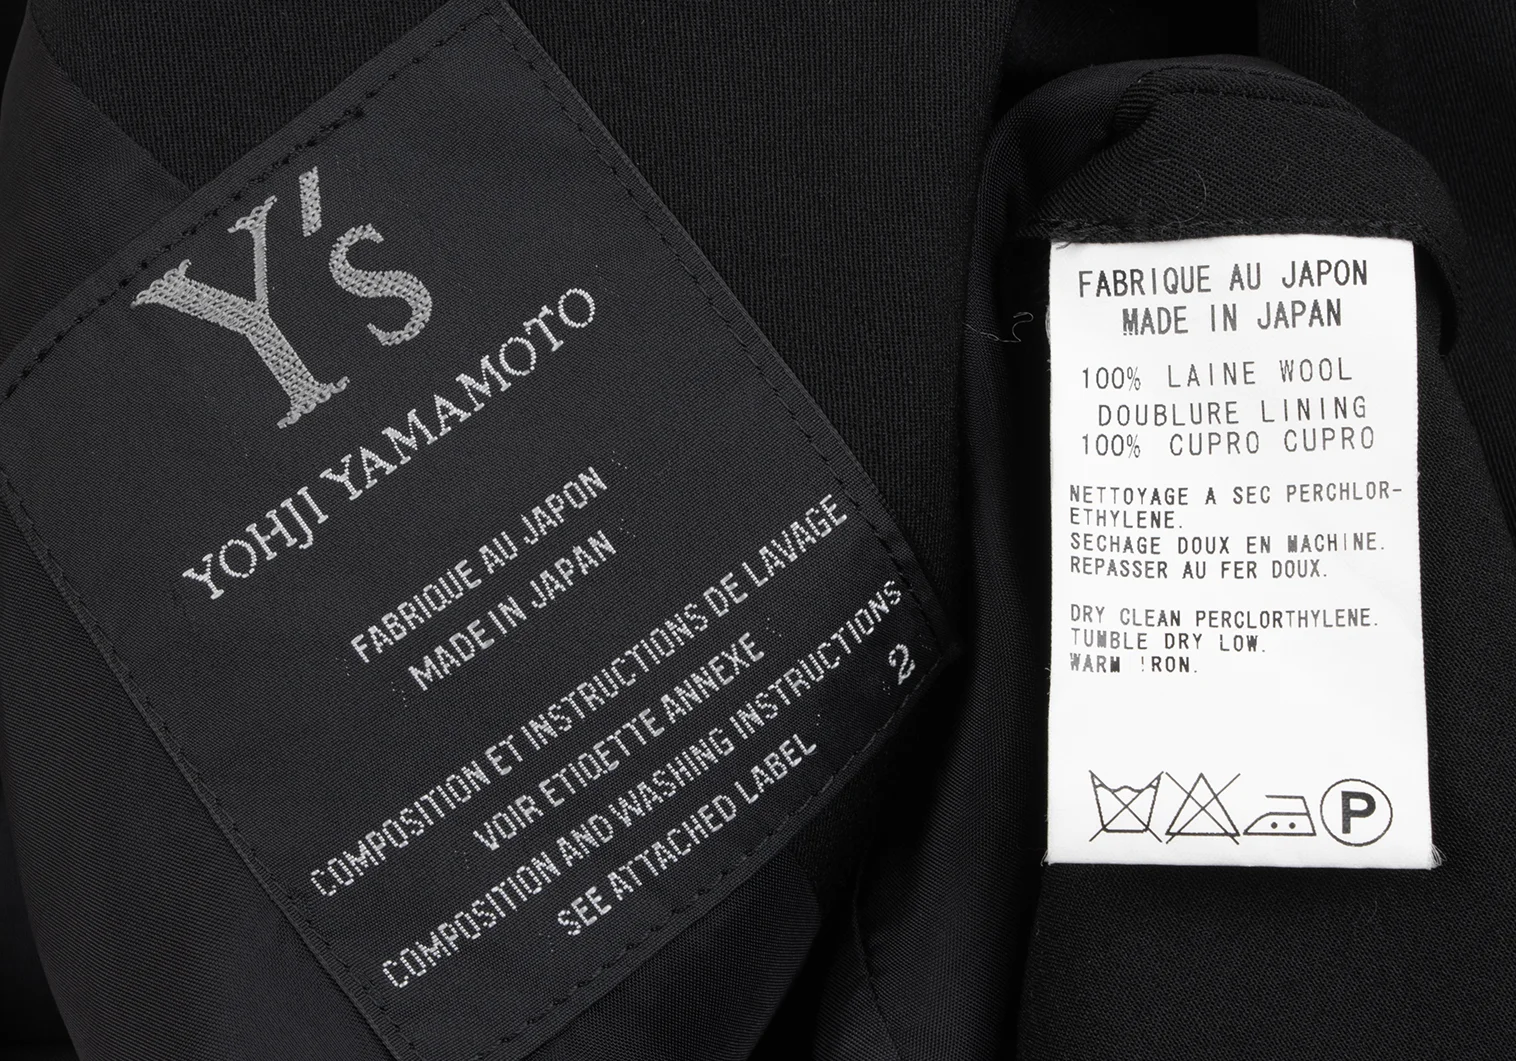 Y's
YOHJI YAMAMOTO
FABRIQUE AU JAPON
MADE IN JAPAN
COMPOSITION ET INSTRUCTIONS DE LAVAGE
VOIR ETIQETTE ANNEXE
COMPOSITION AND WASHING INSTRUCTIONS
SEE ATTACHED LABEL
2
FABRIQUE AU JAPON
MADE IN JAPAN
100% LAINE WOOL
DOUBLURE LINING
100% CUPRO CUPRO
NETTOYAGE A SEC PERCHLOR-
ETHYLENE.
SECHAGE DOUX EN MACHINE.
REPASSER AU FER DOUX.
DRY CLEAN PERCLORTHYLENE.
TUMBLE DRY LOW.
WARM IRON.
P